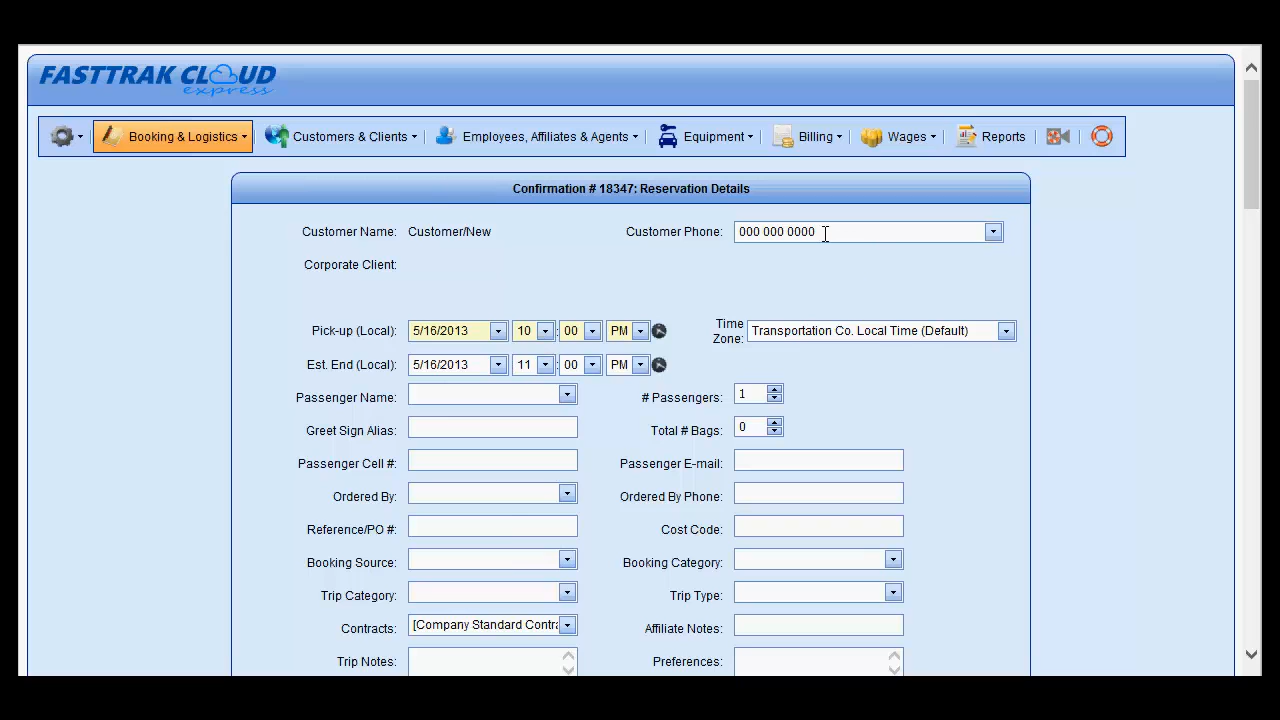 FASTTRAK CLOUD
express
Booking & Logistics Customers & Clients Employees, Affiliates & Agents Equipment Billing Wages Reports
Confirmation # 18347: Reservation Details
Customer Name: Customer/New Customer Phone: 000 000 0000
Corporate Client:
Pick-up (Local): 5/16/2013 10 : 00 PM Time Zone: Transportation Co. Local Time (Default)
Est. End (Local): 5/16/2013 11 : 00 PM
Passenger Name: # Passengers: 1
Greet Sign Alias: Total # Bags: 0
Passenger Cell #: Passenger E-mail:
Ordered By: Ordered By Phone:
Reference/PO #: Cost Code:
Booking Source: Booking Category:
Trip Category: Trip Type:
Contracts: [Company Standard Contra Affiliate Notes:
Trip Notes: Preferences: